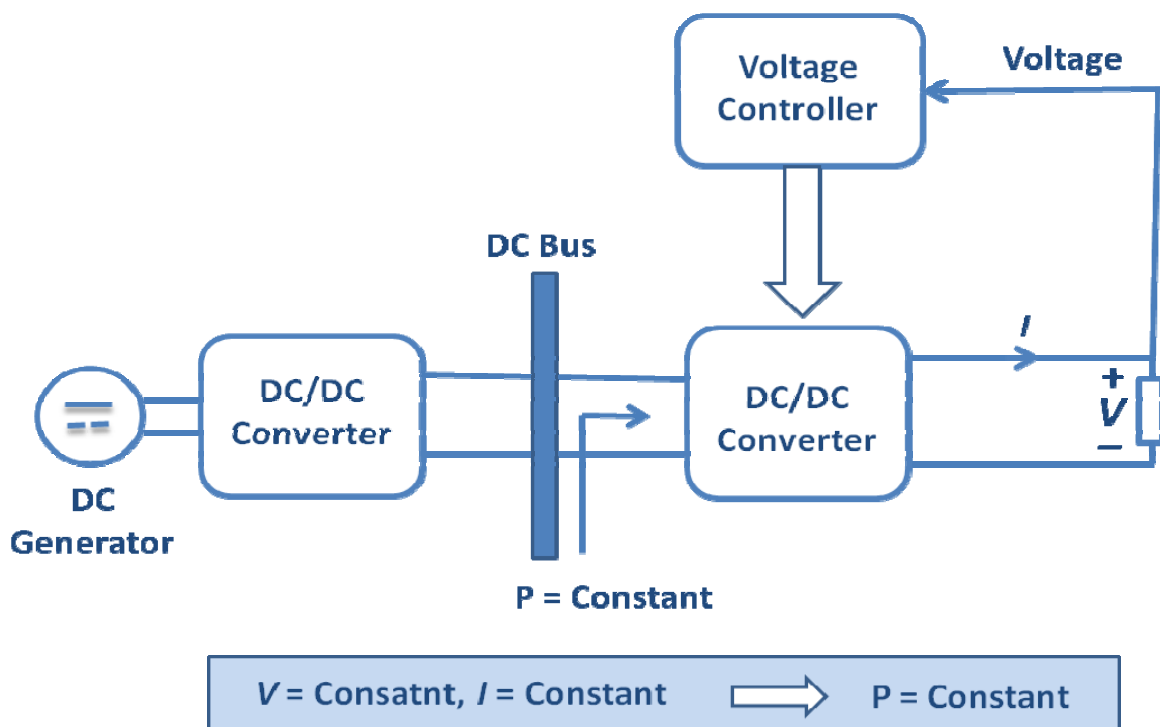 Voltage
Controller
Voltage
DC Bus
I
DC/DC
Converter
DC/DC
Converter
+
V
−
DC
Generator
P = Constant
V = Consatnt, I = Constant P = Constant